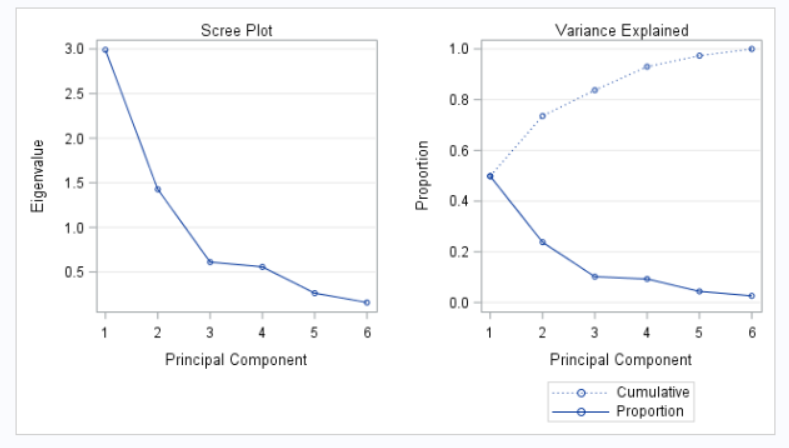 Scree Plot
3.0
2.5
2.0
1.5
1.0
0.5
Eigenvalue
1 2 3 4 5 6
Principal Component
Variance Explained
1.0
0.8
0.6
0.4
0.2
0.0
Proportion
1 2 3 4 5 6
Principal Component
Cumulative
Proportion